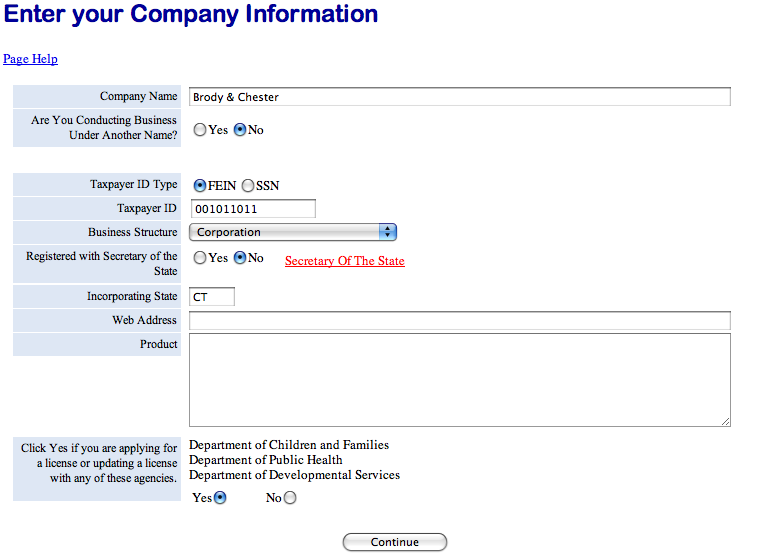 Enter your Company Information
Page Help
Company Name Brody & Chester
Are You Conducting Business
Under Another Name? Yes No
Taxpayer ID Type FEIN SSN
Taxpayer ID 001011011
Business Structure Corporation
Registered with Secretary of the
State Yes No Secretary Of The State
Incorporating State CT
Web Address
Product
Click Yes if you are applying for
a license or updating a license
with any of these agencies.
Department of Children and Families
Department of Public Health
Department of Developmental Services
Yes No
Continue